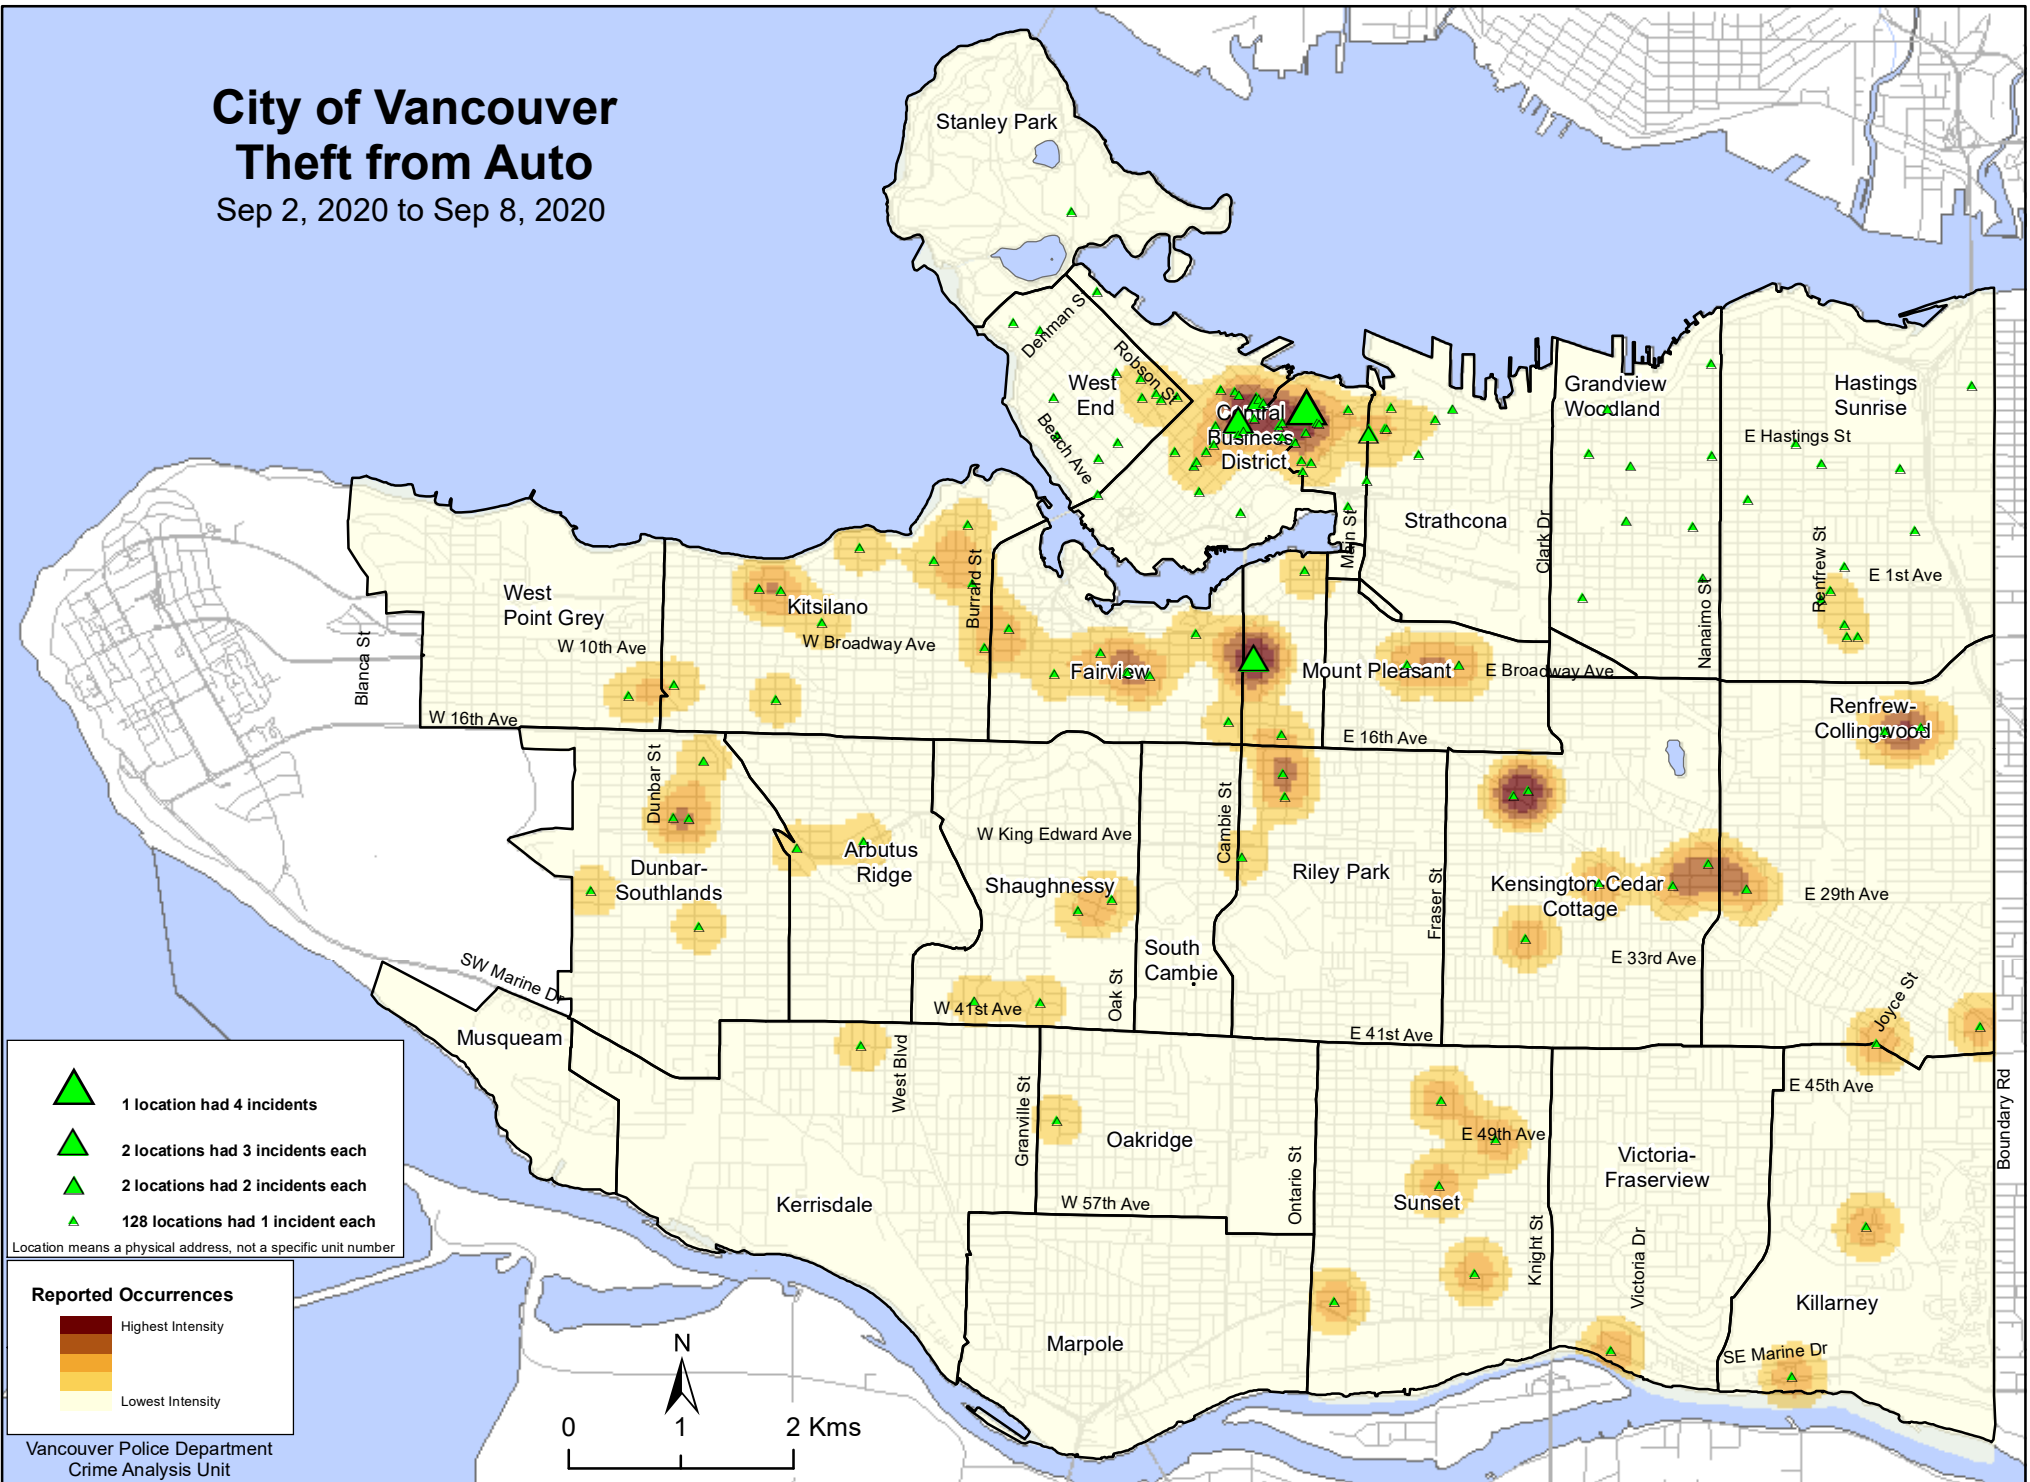 City of Vancouver
Theft from Auto
Sep 2, 2020 to Sep 8, 2020
Stanley Park
Denman S
Robson St
West
End
Beach Ave
Central
Business
District
Grandview
Woodland
Hastings
Sunrise
E Hastings St
Strathcona
Main St
Clark Dr
Nanaimo St
Renfrew St
E 1st Ave
West
Point Grey
Kitsilano
Burrard St
W Broadway Ave
W 10th Ave
Blanca St
W 16th Ave
Fairview
Mount Pleasant
E Broadway Ave
E 16th Ave
Renfrew-
Collingwood
Dunbar St
Cambie St
W King Edward Ave
Arbutus
Ridge
Dunbar-
Southlands
Shaughnessy
Riley Park
Fraser St
Kensington-Cedar
Cottage
E 29th Ave
E 33rd Ave
South
Cambie
Oak St
SW Marine Dr
W 41st Ave
E 41st Ave
Joyce St
Musqueam
West Blvd
Granville St
Oakridge
Ontario St
E 45th Ave
Boundary Rd
E 49th Ave
Victoria-
Fraserview
Kerrisdale
W 57th Ave
Sunset
Knight St
Victoria Dr
Killarney
Marpole
SE Marine Dr
1 location had 4 incidents
2 locations had 3 incidents each
2 locations had 2 incidents each
128 locations had 1 incident each
Location means a physical address, not a specific unit number
Reported Occurrences
Highest Intensity
Lowest Intensity
Vancouver Police Department
Crime Analysis Unit
N
0 1 2 Kms